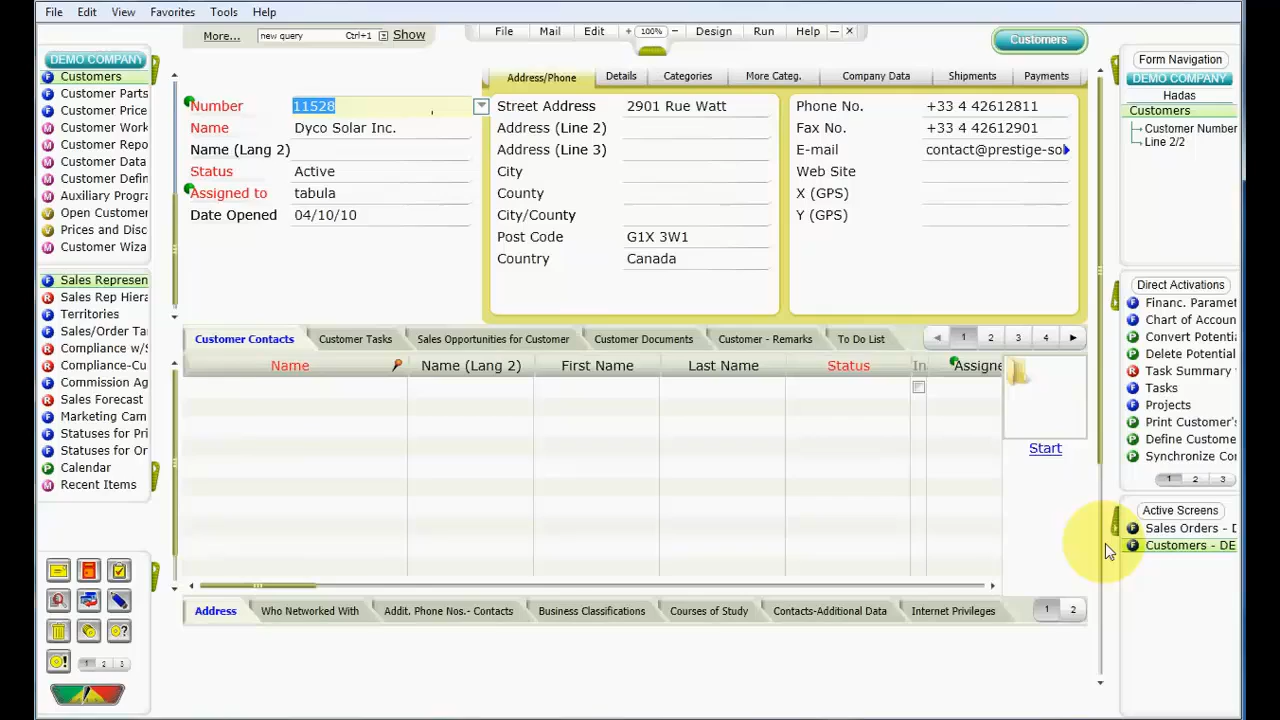 File Edit View Favorites Tools Help
More... new query Ctrl+1 Show
File Mail Edit + 100% − Design Run Help
Customers
DEMO COMPANY
Customers
Customer Parts
Customer Price
Customer Work
Customer Repo
Customer Data
Customer Defin
Auxiliary Progra
Open Customer
Prices and Disc
Customer Wiza
Sales Represen
Sales Rep Hiera
Territories
Sales/Order Ta
Compliance w/S
Compliance-Cu
Commission Ag
Sales Forecast
Marketing Cam
Statuses for Pri
Statuses for Or
Calendar
Recent Items
1 2 3
Address/Phone Details Categories More Categ. Company Data Shipments Payments
Number 11528
Name Dyco Solar Inc.
Name (Lang 2)
Status Active
Assigned to tabula
Date Opened 04/10/10
Street Address 2901 Rue Watt
Address (Line 2)
Address (Line 3)
City
County
City/County
Post Code G1X 3W1
Country Canada
Phone No. +33 4 42612811
Fax No. +33 4 42612901
E-mail contact@prestige-sol
Web Site
X (GPS)
Y (GPS)
Customer Contacts Customer Tasks Sales Opportunities for Customer Customer Documents Customer - Remarks To Do List 1 2 3 4
Name Name (Lang 2) First Name Last Name Status In Assigne
Start
Address Who Networked With Addit. Phone Nos.- Contacts Business Classifications Courses of Study Contacts-Additional Data Internet Privileges 1 2
Form Navigation
DEMO COMPANY
Hadas
Customers
Customer Number
Line 2/2
Direct Activations
Financ. Paramet
Chart of Accoun
Convert Potentia
Delete Potential
Task Summary
Tasks
Projects
Print Customer's
Define Custome
Synchronize Cor
1 2 3
Active Screens
Sales Orders - D
Customers - DE